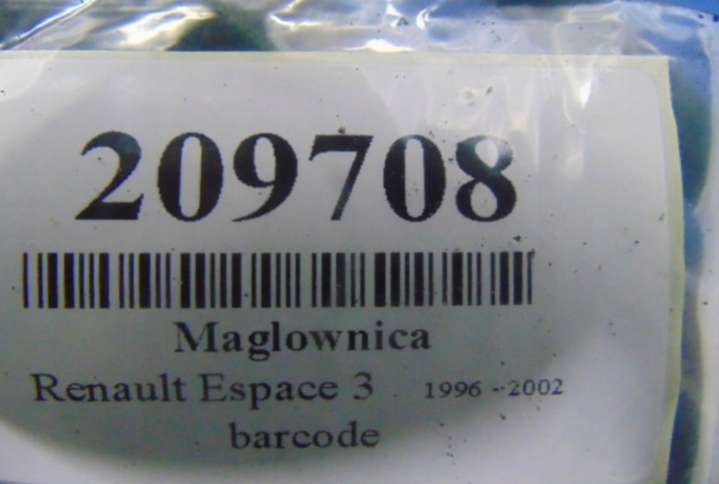 209708
Maglownica
Renault Espace 3 1996 - 2002
barcode